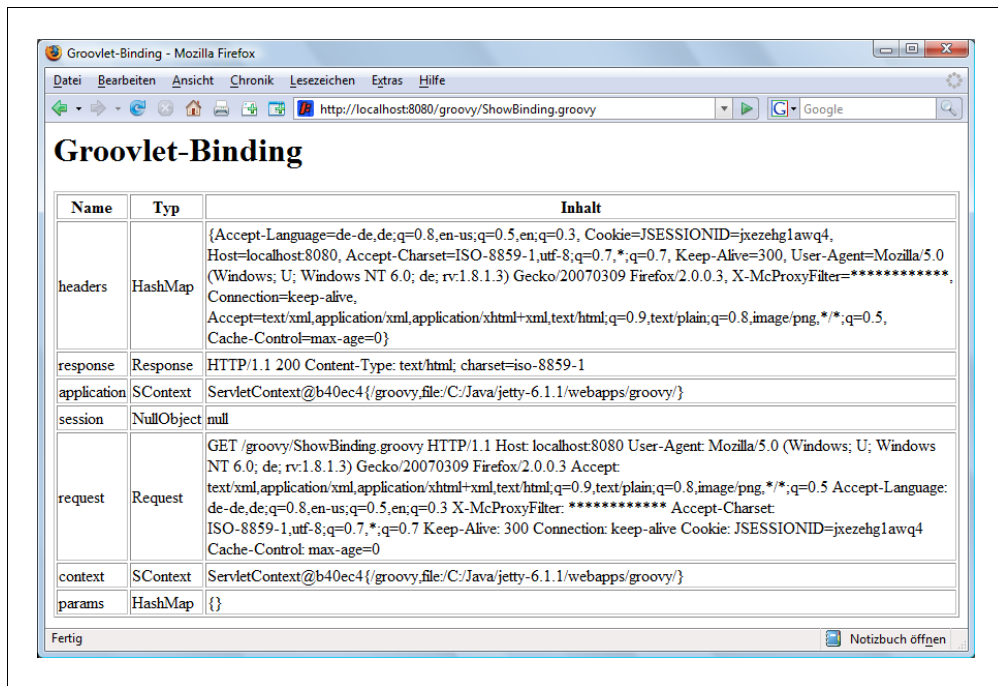 Groovlet-Binding - Mozilla Firefox
Datei Bearbeiten Ansicht Chronik Lesezeichen Extras Hilfe
http://localhost:8080/groovy/ShowBinding.groovy
G Google
Groovlet-Binding
Name Typ Inhalt
headers HashMap {Accept-Language=de-de,de;q=0.8,en-us;q=0.5,en;q=0.3, Cookie=JSESSIONID=jxezehg1awq4,
Host=localhost:8080, Accept-Charset=ISO-8859-1,utf-8;q=0.7,*;q=0.7, Keep-Alive=300, User-Agent=Mozilla/5.0
(Windows; U; Windows NT 6.0; de; rv:1.8.1.3) Gecko/20070309 Firefox/2.0.0.3, X-McProxyFilter=************,
Connection=keep-alive,
Accept=text/xml,application/xml,application/xhtml+xml,text/html;q=0.9,text/plain;q=0.8,image/png,*/*;q=0.5,
Cache-Control=max-age=0}
response Response HTTP/1.1 200 Content-Type: text/html; charset=iso-8859-1
application SContext ServletContext@b40ec4{/groovy,file:/C:/Java/jetty-6.1.1/webapps/groovy/}
session NullObject null
request Request GET /groovy/ShowBinding.groovy HTTP/1.1 Host: localhost:8080 User-Agent: Mozilla/5.0 (Windows; U; Windows
NT 6.0; de; rv:1.8.1.3) Gecko/20070309 Firefox/2.0.0.3 Accept:
text/xml,application/xml,application/xhtml+xml,text/html;q=0.9,text/plain;q=0.8,image/png,*/*;q=0.5 Accept-Language:
de-de,de;q=0.8,en-us;q=0.5,en;q=0.3 X-McProxyFilter: ************ Accept-Charset:
ISO-8859-1,utf-8;q=0.7,*;q=0.7 Keep-Alive: 300 Connection: keep-alive Cookie: JSESSIONID=jxezehg1awq4
Cache-Control: max-age=0
context SContext ServletContext@b40ec4{/groovy,file:/C:/Java/jetty-6.1.1/webapps/groovy/}
params HashMap {}
Fertig Notizbuch öffnen